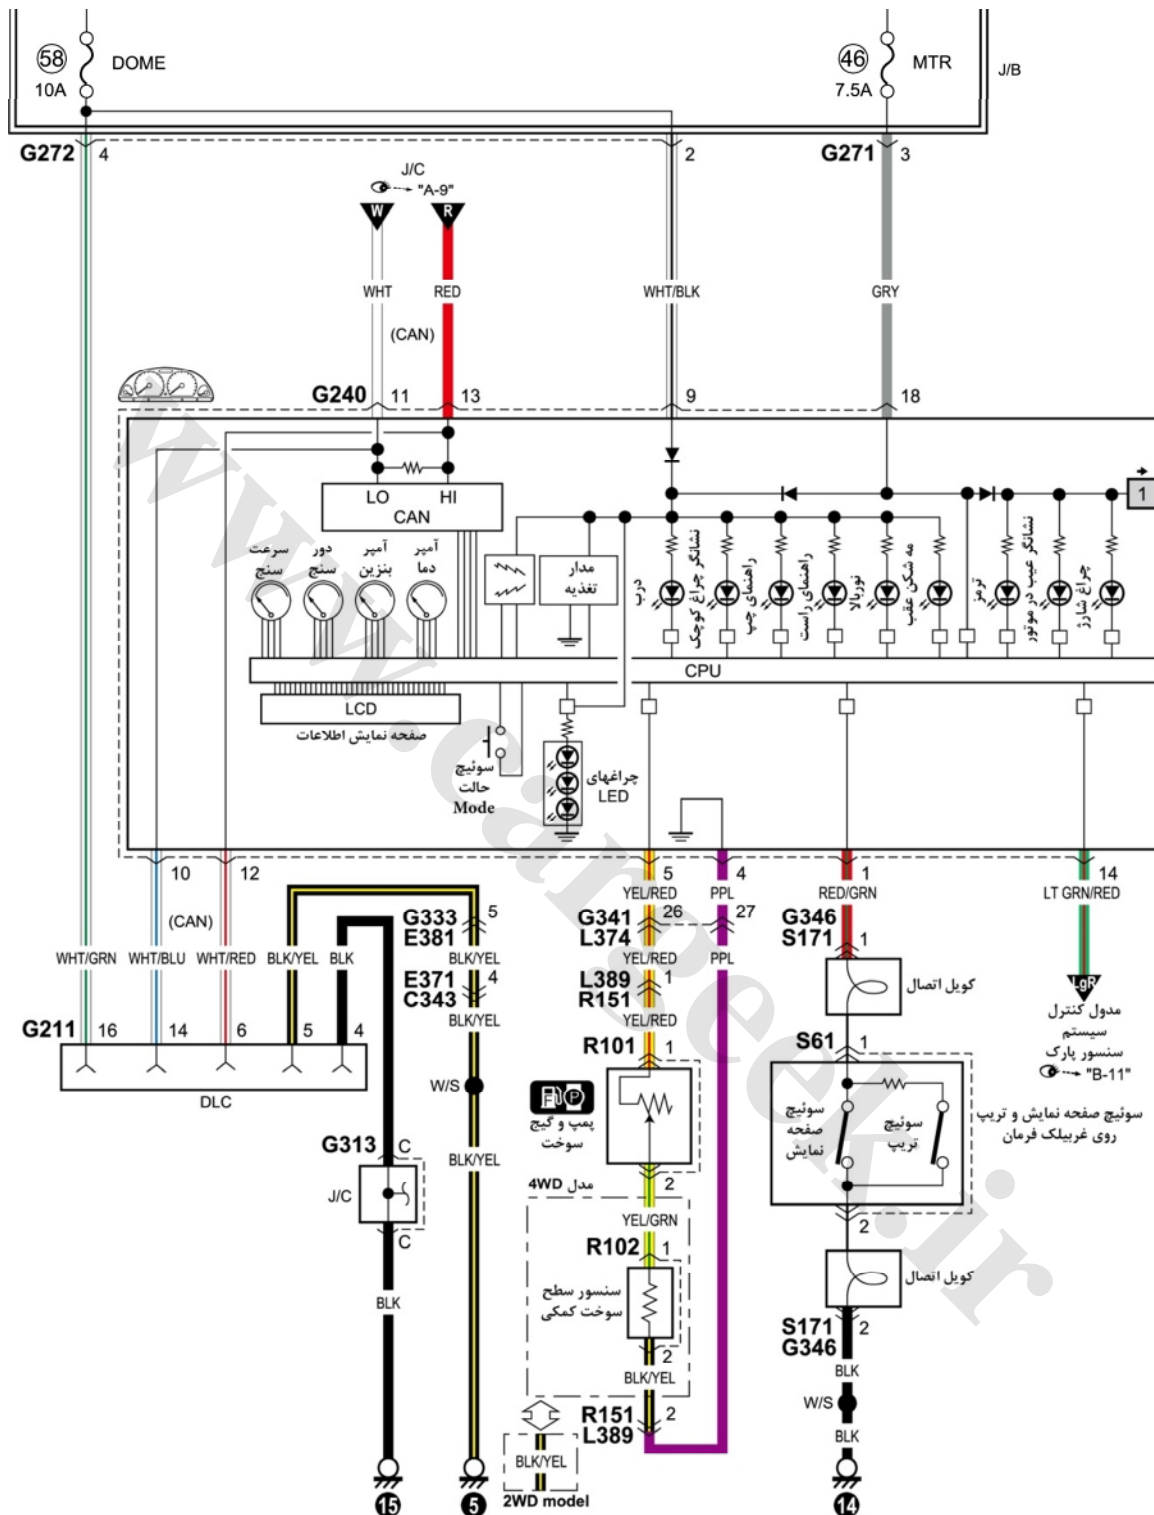 58
DOME
10A
46
MTR
7.5A
J/B
G272
4
2
G271
3
J/C
"A-9"
W
R
WHT
RED
WHT/BLK
GRY
(CAN)
G240
11
13
9
18
LO
HI
CAN
1
سرعت سنج
دور سنج
آمپر بنزین
آمپر دما
مدار تغذیه
درب
نشانگر چراغ کوچک
راهنمای چپ
راهنمای راست
نوربالا
مه شکن عقب
ترمز
نشانگر عیب در موتور
چراغ شارژ
CPU
LCD
صفحه نمایش اطلاعات
سوئیچ
حالت
Mode
چراغهای
LED
10
12
5
4
1
14
(CAN)
YEL/RED
PPL
RED/GRN
LT GRN/RED
G333
E381
5
G341
L374
26
27
G346
S171
1
WHT/GRN
WHT/BLU
WHT/RED
BLK/YEL
BLK
BLK/YEL
YEL/RED
PPL
E371
C343
4
L389
R151
1
کویل اتصال
LgR
BLK/YEL
YEL/RED
مدول کنترل
سیستم
سنسور پارک
"B-11"
G211
16
14
6
5
4
R101
1
S61
1
DLC
W/S
P
پمپ و گیج
سوخت
سوئیچ
صفحه
نمایش
سوئیچ
تریپ
سوئیچ صفحه نمایش و تریپ
روی غربیلک فرمان
G313
C
BLK/YEL
J/C
C
مدل 4WD
2
2
YEL/GRN
R102
1
سنسور سطح
سوخت کمکی
کویل اتصال
BLK
2
BLK/YEL
S171
G346
2
BLK
R151
L389
2
W/S
BLK/YEL
BLK
2WD model
15
5
14
www.cargeek.ir